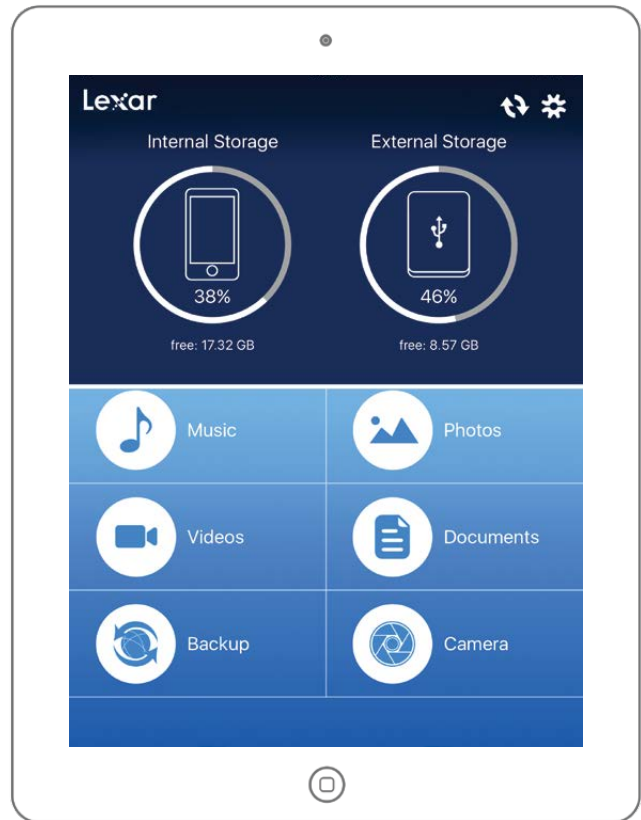 Lexar
Internal Storage External Storage
38% 46%
free: 17.32 GB free: 8.57 GB
Music Photos
Videos Documents
Backup Camera